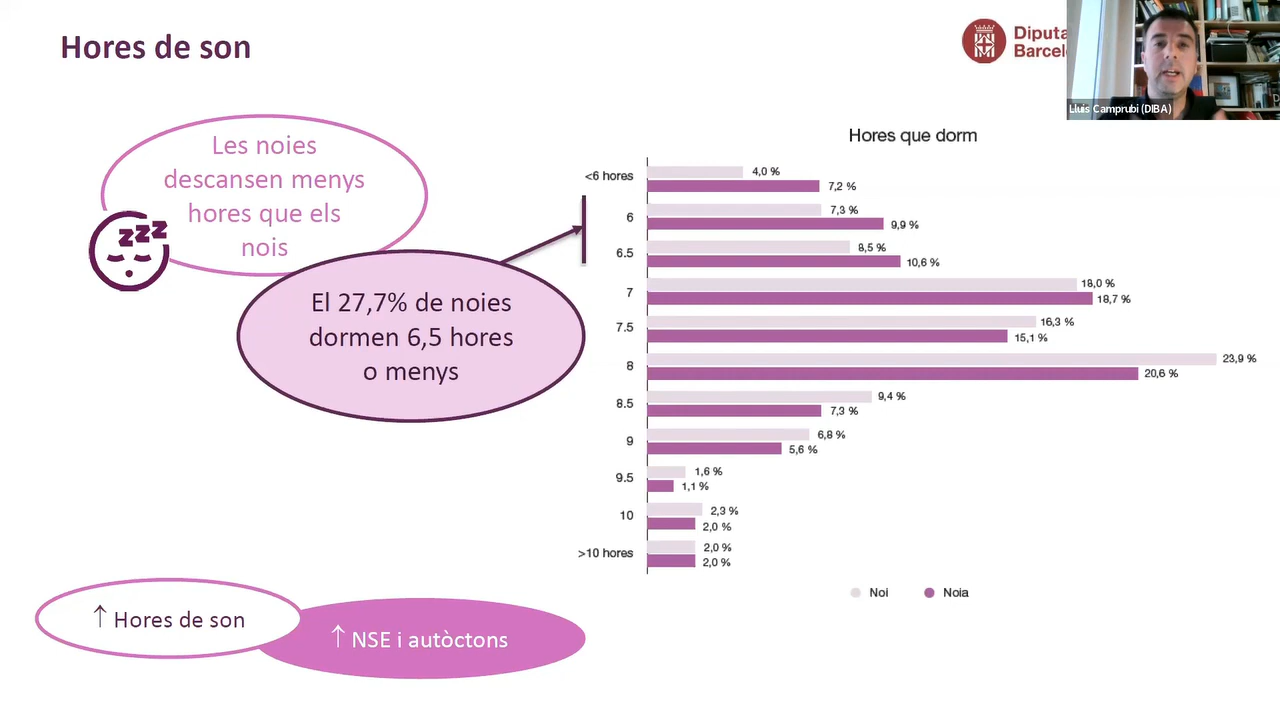 Hores de son
Diputa
Barcel
Lluis Camprubi (DIBA)
Les noies
descansen menys
hores que els
nois
zzz
El 27,7% de noies
dormen 6,5 hores
o menys
Hores que dorm
<6 hores
4,0 %
7,2 %
6
7,3 %
9,9 %
6.5
8,5 %
10,6 %
7
18,0 %
18,7 %
7.5
16,3 %
15,1 %
8
23,9 %
20,6 %
8.5
9,4 %
7,3 %
9
6,8 %
5,6 %
9.5
1,6 %
1,1 %
10
2,3 %
2,0 %
>10 hores
2,0 %
2,0 %
Noi
Noia
↑ Hores de son
↑ NSE i autòctons